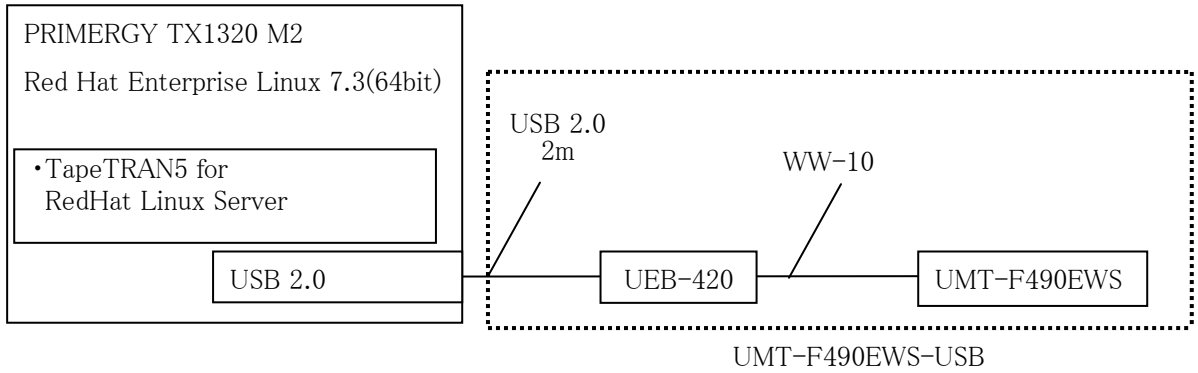 PRIMERGY TX1320 M2
Red Hat Enterprise Linux 7.3(64bit)
・TapeTRAN5 for
RedHat Linux Server
USB 2.0
USB 2.0
2m
UEB-420
WW-10
UMT-F490EWS
UMT-F490EWS-USB